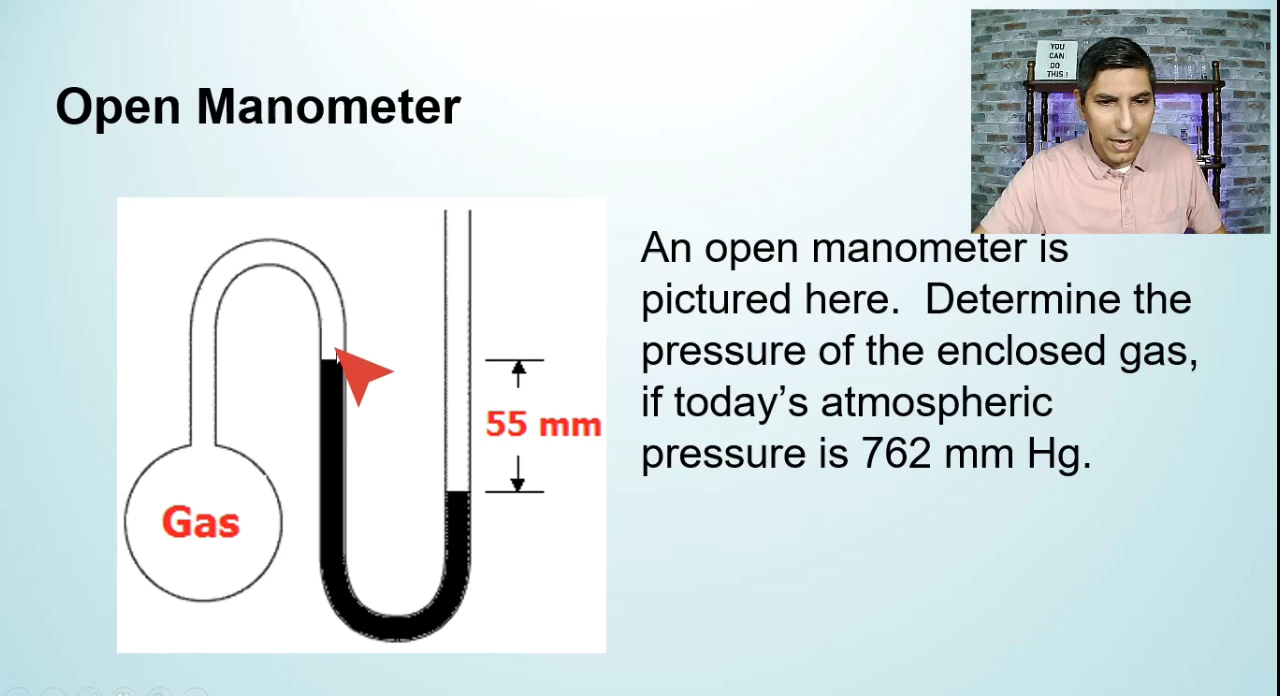 YOU
CAN
DO
THIS !
Open Manometer
An open manometer is
pictured here. Determine the
pressure of the enclosed gas,
if today’s atmospheric
pressure is 762 mm Hg.
55 mm
Gas